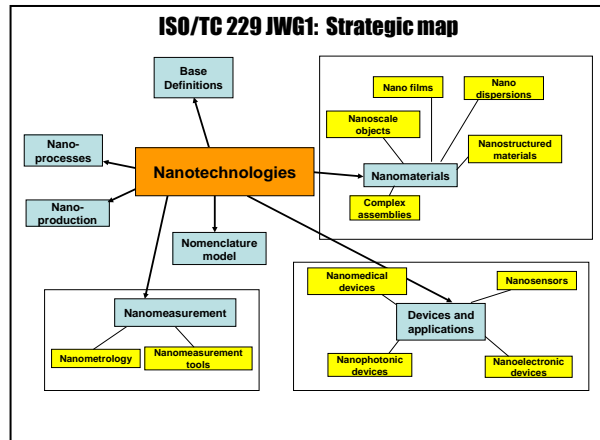 ISO/TC 229 JWG1:  Strategic map
Base
Definitions
Nano films
Nano
dispersions
Nanoscale
objects
Nano-
processes
Nanostructured
materials
Nanotechnologies
Nanomaterials
Nano-
production
Complex
assemblies
Nomenclature
model
Nanomedical
devices
Nanosensors
Nanomeasurement
Devices and
applications
Nanometrology
Nanomeasurement
tools
Nanophotonic
devices
Nanoelectronic
devices